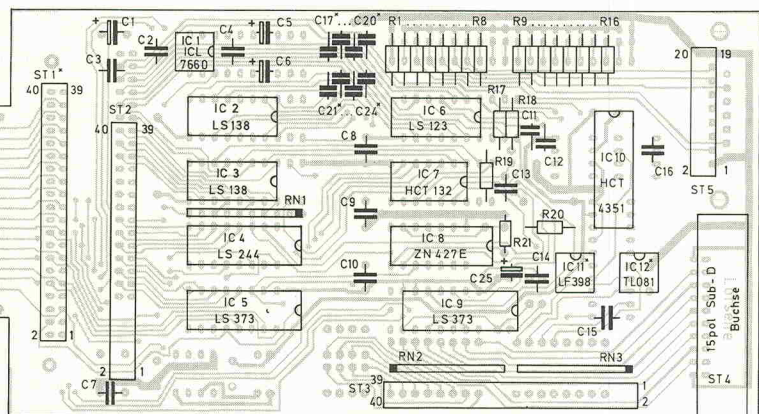 C1
C2
C3
IC 1*
ICL
7660
C4
C5
C6
C17*...C20*
C21*...C24*
R1........R8
R9........R16
20 19
2 1
ST5
ST1*
40 39
2 1
ST2
40 39
2 1
C7
IC 2
LS 138
IC 3
LS 138
RN1
IC 4
LS 244
IC 5
LS 373
C8
C9
C10
IC 6
LS 123
R17
R18
C11
C12
IC 7
HCT 132
R19
C13
IC 8
ZN 427E
R20
R21
C25
C14
IC 9
LS 373
IC10
HCT
4351
C16
IC11*
LF398
IC12*
TL081
C15
15pol Sub-D
Buchse
ST4
RN2
RN3
ST3
39
40
1
2